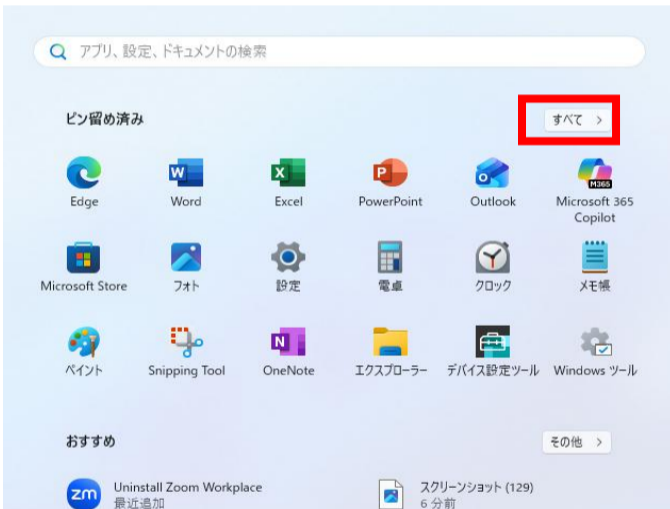 アプリ、設定、ドキュメントの検索
ピン留め済み
すべて >
Edge
Word
Excel
PowerPoint
Outlook
M365
Microsoft 365
Copilot
Microsoft Store
フォト
設定
電卓
クロック
メモ帳
ペイント
Snipping Tool
OneNote
エクスプローラー
デバイス設定ツール
Windows ツール
おすすめ
その他 >
zm
Uninstall Zoom Workplace
最近追加
スクリーンショット (129)
6 分前